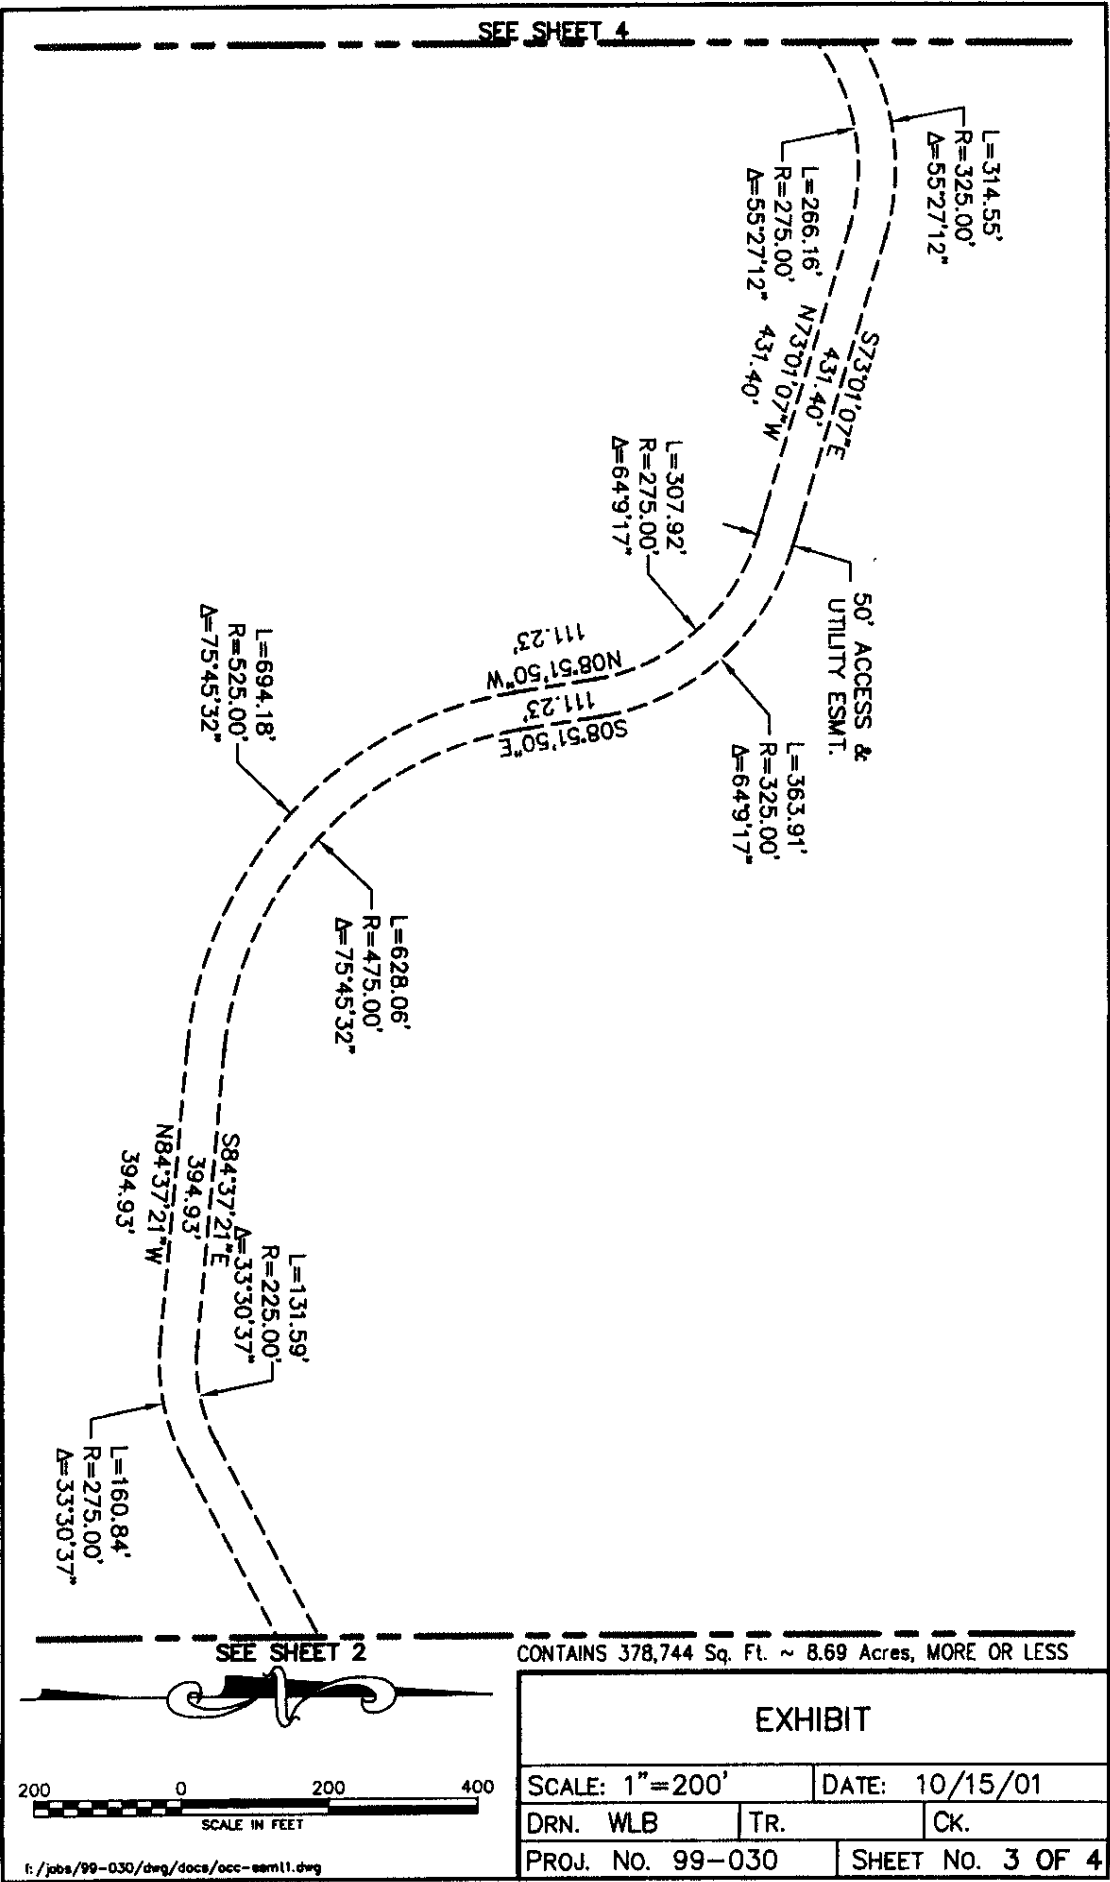 SEE SHEET 4
L=314.55'
R=325.00'
Δ=55°27'12"
L=266.16'
R=275.00'
Δ=55°27'12"
S73°01'07"E
431.40'
N73°01'07"W
431.40'
L=307.92'
R=275.00'
Δ=64°9'17"
50' ACCESS &
UTILITY ESMT.
L=363.91'
R=325.00'
Δ=64°9'17"
N08°51'50"W
111.23'
S08°51'50"E
111.23'
L=694.18'
R=525.00'
Δ=75°45'32"
L=628.06'
R=475.00'
Δ=75°45'32"
S84°37'21"E
394.93'
N84°37'21"W
394.93'
L=131.59'
R=225.00'
Δ=33°30'37"
L=160.84'
R=275.00'
Δ=33°30'37"
SEE SHEET 2
CONTAINS 378,744 Sq. Ft. ~ 8.69 Acres, MORE OR LESS
EXHIBIT
SCALE: 1"=200'
DATE: 10/15/01
DRN. WLB
TR.
CK.
PROJ. NO. 99-030
SHEET NO. 3 OF 4
200 0 200 400
SCALE IN FEET
f:/jobs/99-030/dwg/docs/occ-esmt1.dwg